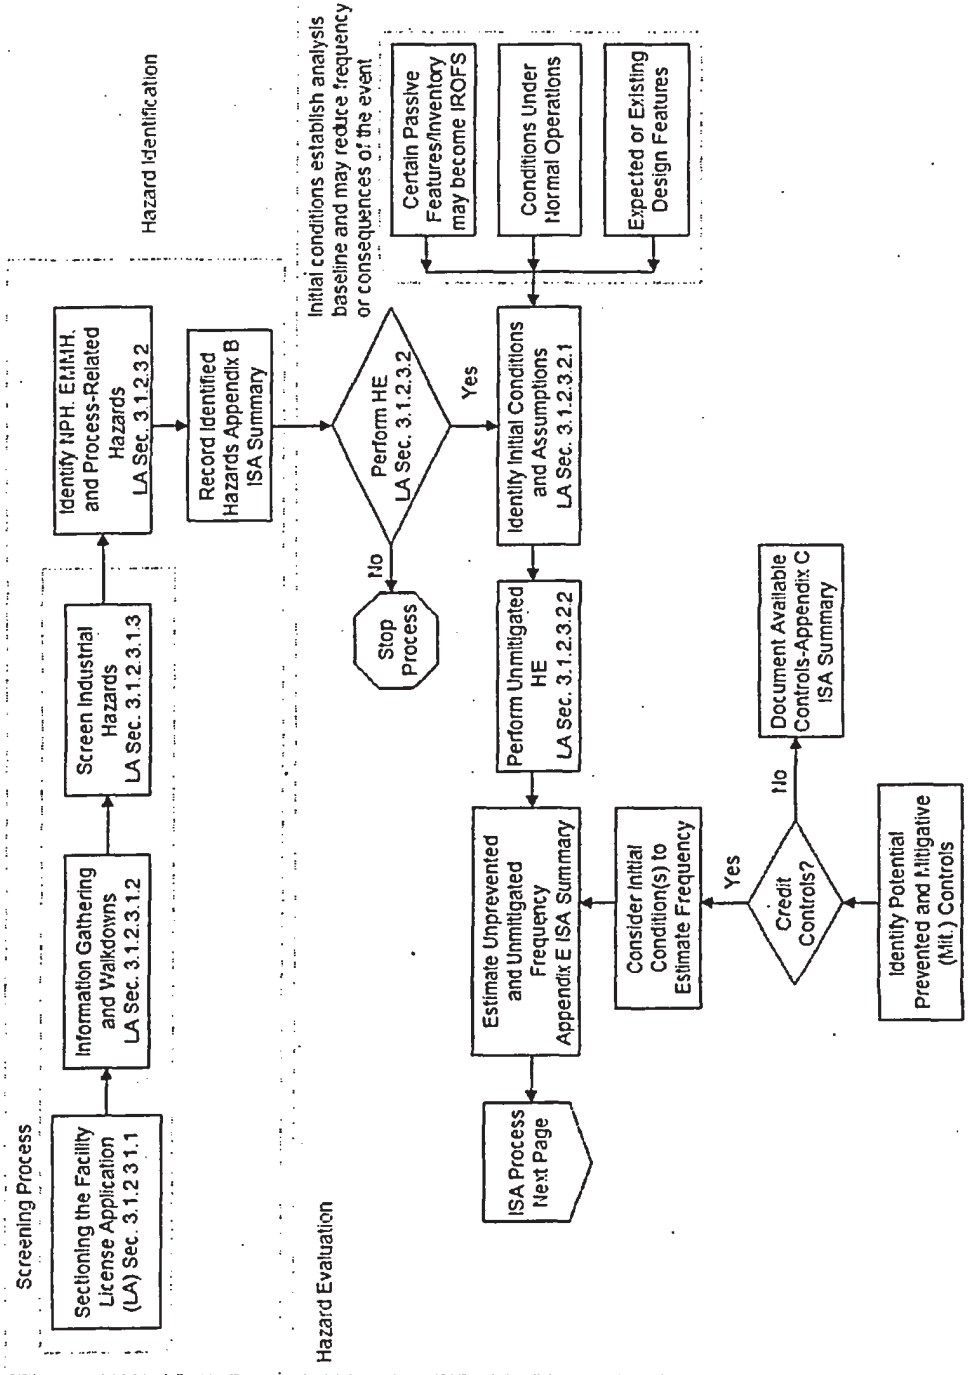 Screening Process
Sectioning the Facility
License Application
(LA) Sec. 3.1.2 3 1.1
Information Gathering
and Walkdowns
LA Sec. 3.1.2.3.1.2
Screen Industrial
Hazards
LA Sec. 3.1.2.3.1.3
Identify NPH. EMMH.
and Process-Related
Hazards
LA Sec. 3.1.2.3.2
Record Identified
Hazards Appendix B
ISA Summary
Hazard Identification
Hazard Evaluation
Perform HE
LA Sec. 3.1.2.3.2
No
Stop
Process
Yes
Initial conditions establish analysis
baseline and may reduce frequency
or consequences of the event
Certain Passive
Features/Inventory
may become IROFS
Conditions Under
Normal Operations
Expected or Existing
Design Features
Identify Initial Conditions
and Assumptions
LA Sec. 3.1.2.3.2.1
Perform Unmitigated
HE
LA Sec. 3.1.2.3.2.2
Estimate Unprevented
and Unmitigated
Frequency
Appendix E ISA Summary
ISA Process
Next Page
Consider Initial
Condition(s) to
Estimate Frequency
Yes
Credit
Controls?
No
Document Available
Controls-Appendix C
ISA Summary
Identify Potential
Prevented and Mitigative
(Mit.) Controls